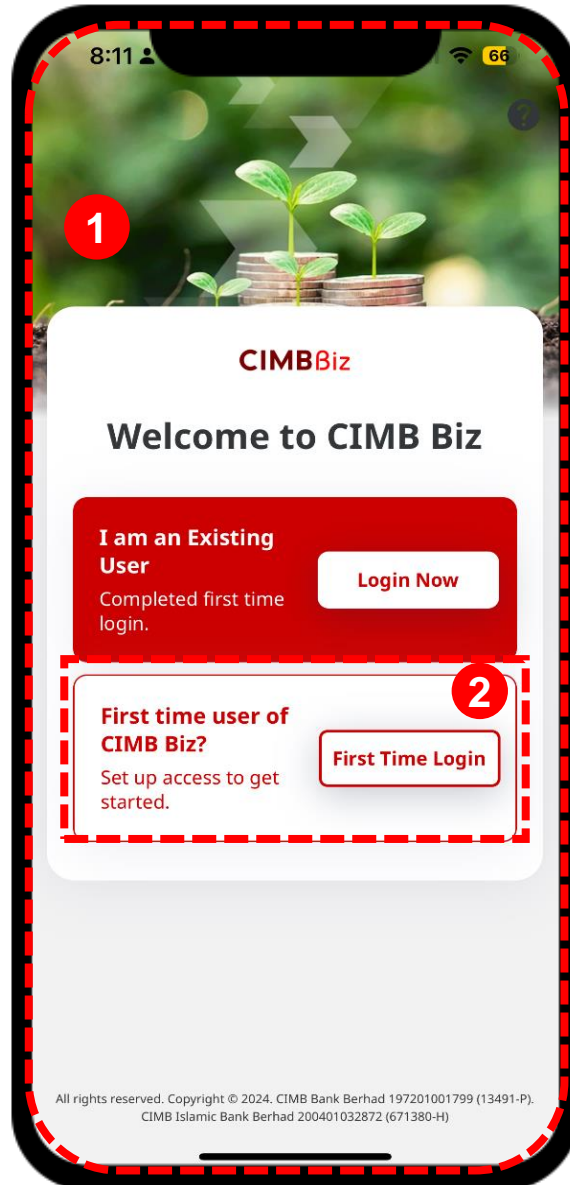 8:11
66
?
1
CIMBBiz
Welcome to CIMB Biz
I am an Existing
User
Completed first time
login.
Login Now
2
First time user of
CIMB Biz?
Set up access to get
started.
First Time Login
All rights reserved. Copyright © 2024. CIMB Bank Berhad 197201001799 (13491-P).
CIMB Islamic Bank Berhad 200401032872 (671380-H)